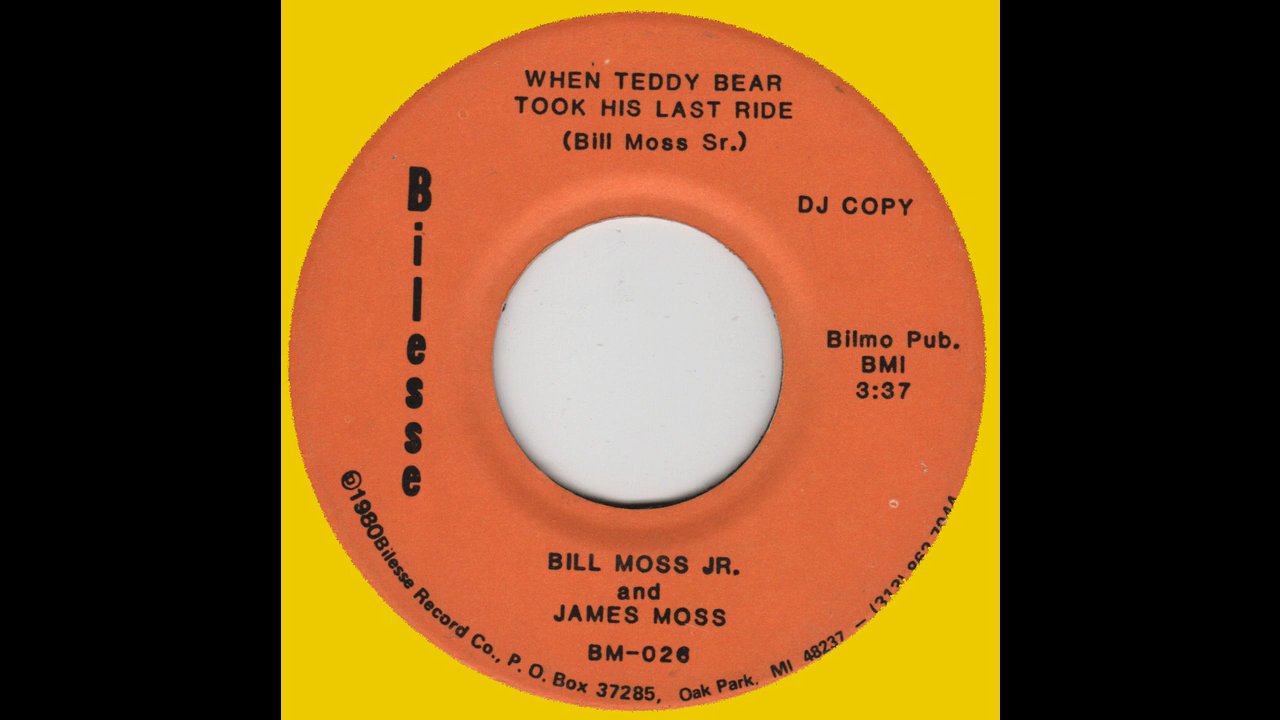 WHEN TEDDY BEAR
TOOK HIS LAST RIDE
(Bill Moss Sr.)
Bilesse
DJ COPY
Bilmo Pub.
BMI
3:37
BILL MOSS JR.
and
JAMES MOSS
BM-026
℗1980 Bilesse Record Co., P. O. Box 37285, Oak Park. MI 48237 — (313)